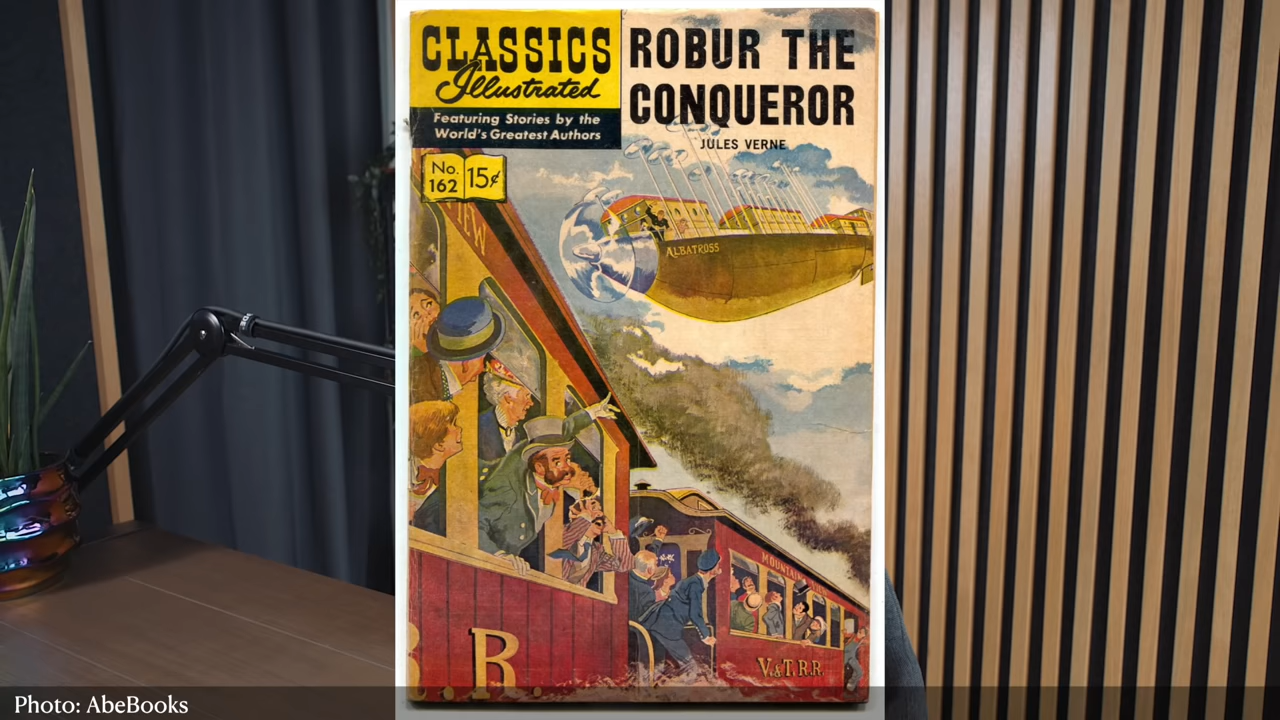 CLASSICS
Illustrated
Featuring Stories by the
World's Greatest Authors
No.
162
15¢
ROBUR THE
CONQUEROR
JULES VERNE
ALBATROSS
MOUNTAIN
R.
V.&T.R.R.
Photo: AbeBooks